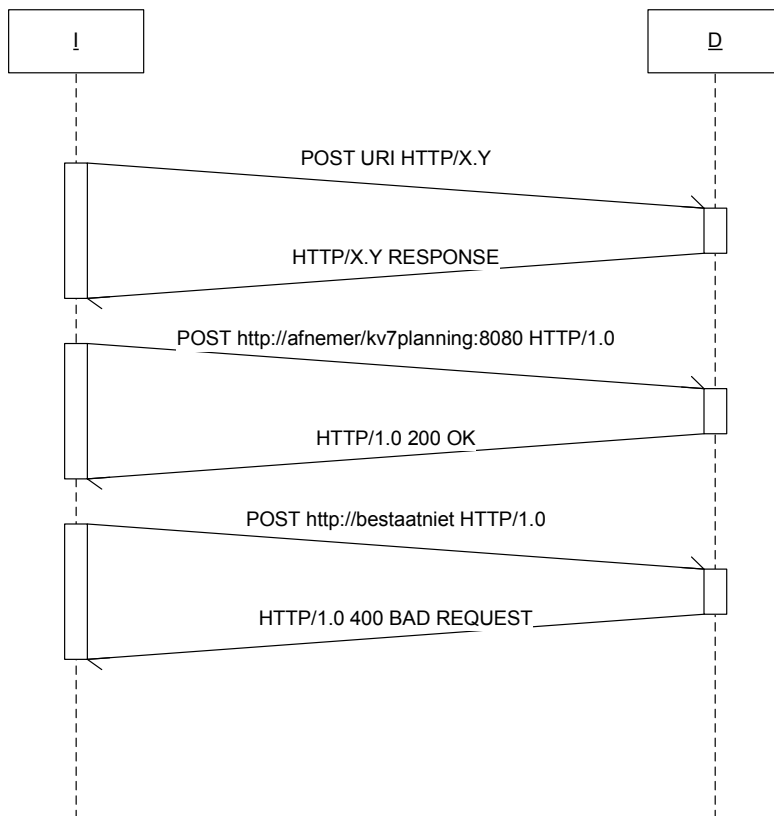 I
D
POST URI HTTP/X.Y
HTTP/X.Y RESPONSE
POST http://afnemer/kv7planning:8080 HTTP/1.0
HTTP/1.0 200 OK
POST http://bestaatniet HTTP/1.0
HTTP/1.0 400 BAD REQUEST